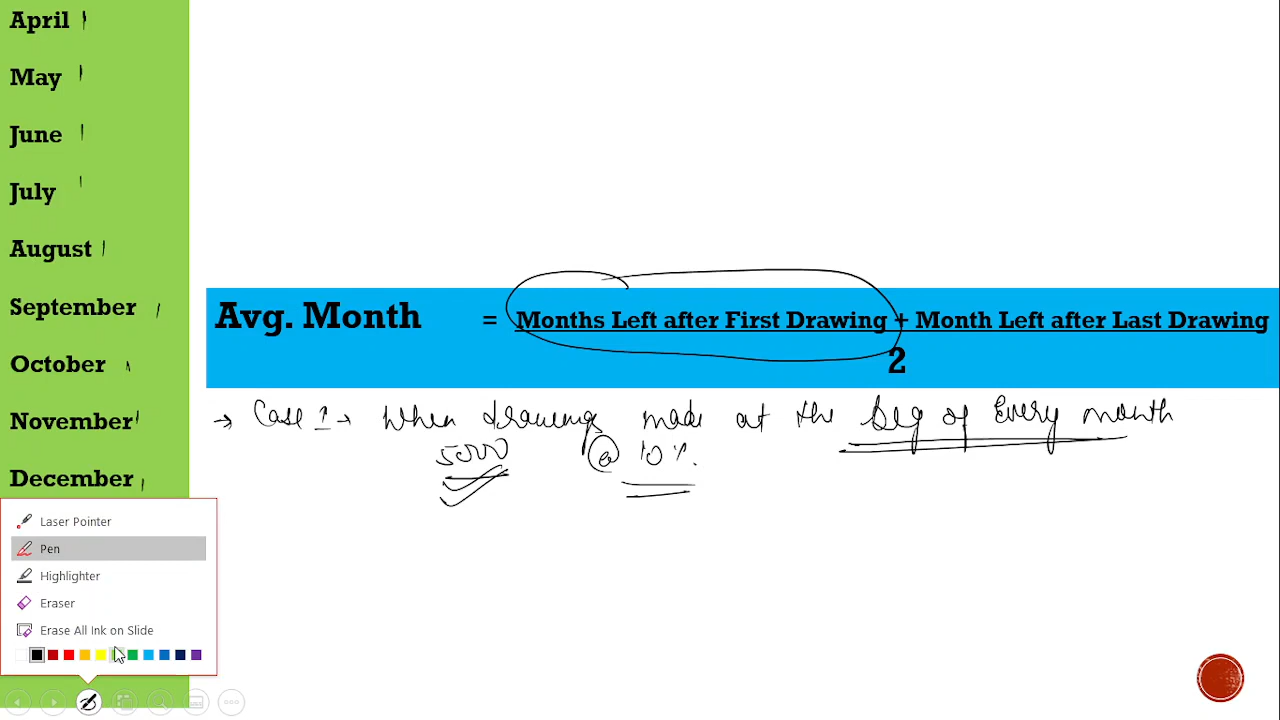 April
May
June
July
August
September
October
November
December
Avg. Month = Months Left after First Drawing + Month Left after Last Drawing
2
→ Case 1 → When drawings made at the beg of Every month
5000 @ 10%.
Laser Pointer
Pen
Highlighter
Eraser
Erase All Ink on Slide